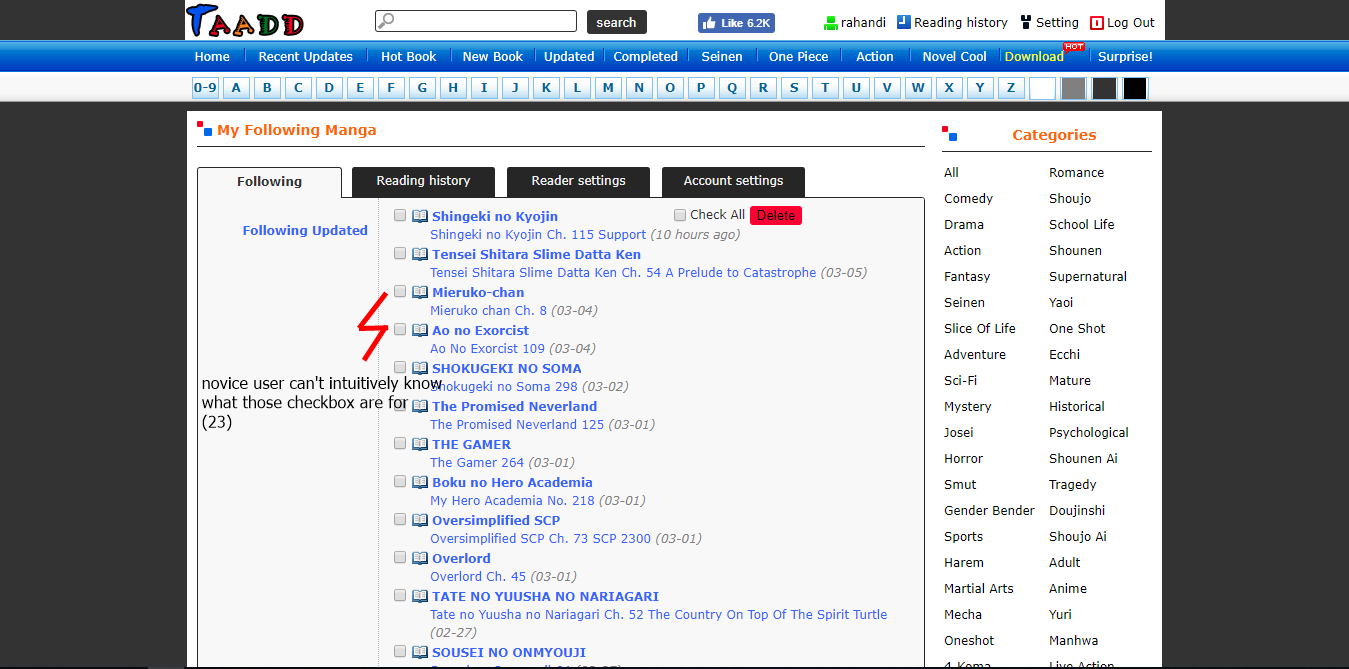 TAADD
search
Like 6.2K
rahandi
Reading history
Setting
Log Out
Home
Recent Updates
Hot Book
New Book
Updated
Completed
Seinen
One Piece
Action
Novel Cool
Download
HOT
Surprise!
0-9 A B C D E F G H I J K L M N O P Q R S T U V W X Y Z
My Following Manga
Following
Reading history
Reader settings
Account settings
Following Updated
Shingeki no Kyojin
Check All
Delete
Shingeki no Kyojin Ch. 115 Support (10 hours ago)
Tensei Shitara Slime Datta Ken
Tensei Shitara Slime Datta Ken Ch. 54 A Prelude to Catastrophe (03-05)
Mieruko-chan
Mieruko chan Ch. 8 (03-04)
Ao no Exorcist
Ao No Exorcist 109 (03-04)
SHOKUGEKI NO SOMA
Shokugeki no Soma 298 (03-02)
The Promised Neverland
The Promised Neverland 125 (03-01)
THE GAMER
The Gamer 264 (03-01)
Boku no Hero Academia
My Hero Academia No. 218 (03-01)
Oversimplified SCP
Oversimplified SCP Ch. 73 SCP 2300 (03-01)
Overlord
Overlord Ch. 45 (03-01)
TATE NO YUUSHA NO NARIAGARI
Tate no Yuusha no Nariagari Ch. 52 The Country On Top Of The Spirit Turtle
(02-27)
SOUSEI NO ONMYOUJI
novice user can't intuitively know
what those checkbox are for
(23)
Categories
All
Romance
Comedy
Shoujo
Drama
School Life
Action
Shounen
Fantasy
Supernatural
Seinen
Yaoi
Slice Of Life
One Shot
Adventure
Ecchi
Sci-Fi
Mature
Mystery
Historical
Josei
Psychological
Horror
Shounen Ai
Smut
Tragedy
Gender Bender
Doujinshi
Sports
Shoujo Ai
Harem
Adult
Martial Arts
Anime
Mecha
Yuri
Oneshot
Manhwa
4-Koma
Live Action